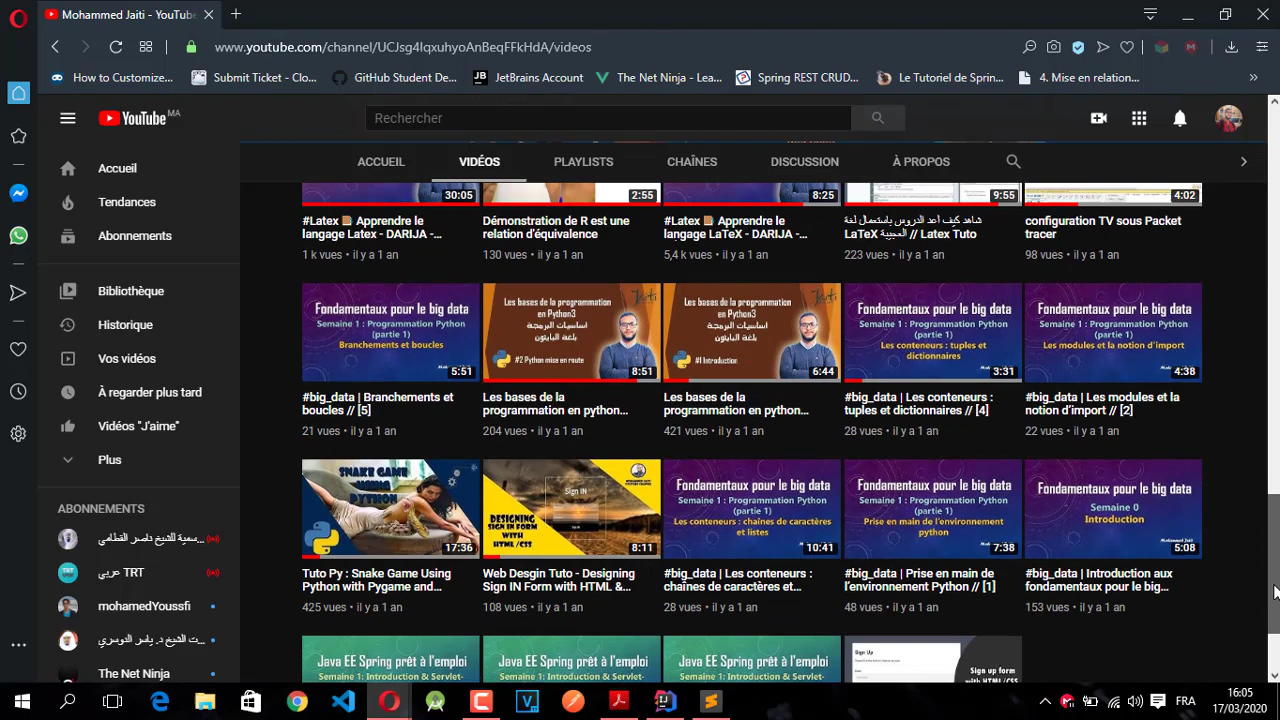 Mohammed Jaiti - YouTube
www.youtube.com/channel/UCJsg4IqxuhyoAnBeqFFkHdA/videos
How to Customize...
Submit Ticket - Clo...
GitHub Student De...
JetBrains Account
The Net Ninja - Lea...
Spring REST CRUD...
Le Tutoriel de Sprin...
4. Mise en relation...
YouTube MA
Rechercher
ACCUEIL
VIDÉOS
PLAYLISTS
CHAÎNES
DISCUSSION
À PROPOS
Accueil
Tendances
Abonnements
Bibliothèque
Historique
Vos vidéos
À regarder plus tard
Vidéos "J'aime"
Plus
ABONNEMENTS
...سمية للشيخ ناصر القطامي
TRT عربي
mohamedYoussfi
...ت الشيخ د. ياسر الدوسري
The Net Ninja
30:05
2:55
8:25
9:55
4:02
#Latex Apprendre le
langage Latex - DARIJA -...
1 k vues • il y a 1 an
Démonstration de R est une
relation d'équivalence
130 vues • il y a 1 an
#Latex Apprendre le
langage LaTeX - DARIJA -...
5,4 k vues • il y a 1 an
شاهد كيف أعد الدروس باستعمال لغة
LaTeX العجيبة // Latex Tuto
223 vues • il y a 1 an
configuration TV sous Packet
tracer
98 vues • il y a 1 an
Fondamentaux pour le big data
Semaine 1 : Programmation Python
(partie 1)
Branchements et boucles
5:51
Les bases de la programmation
en Python3
اساسيات البرمجة
بلغة البايثون
Jaiti
#2 Python mise en route
8:51
Les bases de la programmation
en Python3
اساسيات البرمجة
بلغة البايثون
Jaiti
#1 Introduction
6:44
Fondamentaux pour le big data
Semaine 1 : Programmation Python
(partie 1)
Les conteneurs : tuples et
dictionnaires
3:31
Fondamentaux pour le big data
Semaine 1 : Programmation Python
(partie 1)
Les modules et la notion d'import
4:38
#big_data | Branchements et
boucles // [5]
21 vues • il y a 1 an
Les bases de la
programmation en python...
204 vues • il y a 1 an
Les bases de la
programmation en python...
421 vues • il y a 1 an
#big_data | Les conteneurs :
tuples et dictionnaires // [4]
28 vues • il y a 1 an
#big_data | Les modules et la
notion d'import // [2]
22 vues • il y a 1 an
SNAKE GAME
USING
PYTHON
17:36
Sign IN
DESIGNING
SIGN IN FORM
WITH
HTML /CSS
8:11
Fondamentaux pour le big data
Semaine 1 : Programmation Python
(partie 1)
Les conteneurs : chaînes de caractères
et listes
10:41
Fondamentaux pour le big data
Semaine 1 : Programmation Python
(partie 1)
Prise en main de l'environnement
python
7:38
Fondamentaux pour le big data
Semaine 0
Introduction
5:08
Tuto Py : Snake Game Using
Python with Pygame and...
425 vues • il y a 1 an
Web Desgin Tuto - Designing
Sign IN Form with HTML &...
108 vues • il y a 1 an
#big_data | Les conteneurs :
chaînes de caractères et...
28 vues • il y a 1 an
#big_data | Prise en main de
l'environnement Python // [1]
48 vues • il y a 1 an
#big_data | Introduction aux
fondamentaux pour le big...
153 vues • il y a 1 an
Java EE Spring prêt à l'emploi
Semaine 1 : Introduction & Servlet-
Java EE Spring prêt à l'emploi
Semaine 1 : Introduction & Servlet-
Java EE Spring prêt à l'emploi
Semaine 1 : Introduction & Servlet-
Sign Up
Sign up form
with HTML/CSS
FRA
16:05
17/03/2020